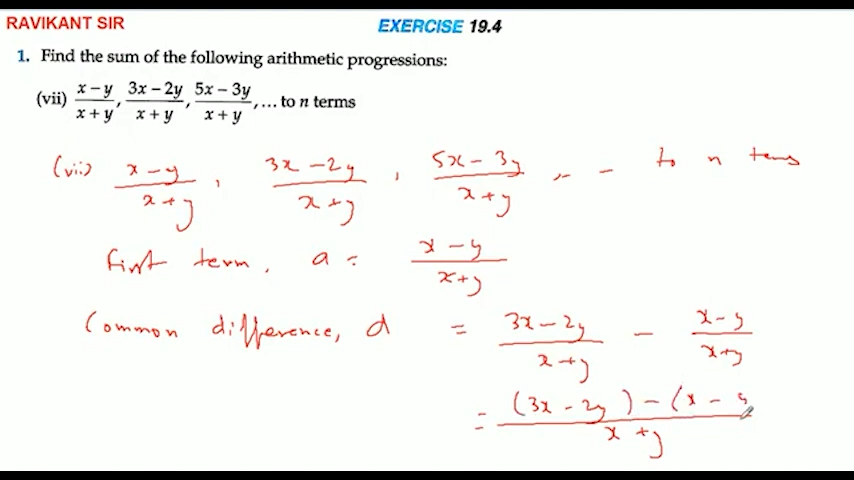 RAVIKANT SIR
EXERCISE 19.4
1. Find the sum of the following arithmetic progressions:
(vii) x − y / x + y, 3x − 2y / x + y, 5x − 3y / x + y, ... to n terms
(vii) x − y / x + y, 3x − 2y / x + y, 5x − 3y / x + y, - - to n terms
first term, a = x − y / x + y
Common difference, d = 3x − 2y / x + y − x − y / x + y
= (3x − 2y) − (x − y / x + y